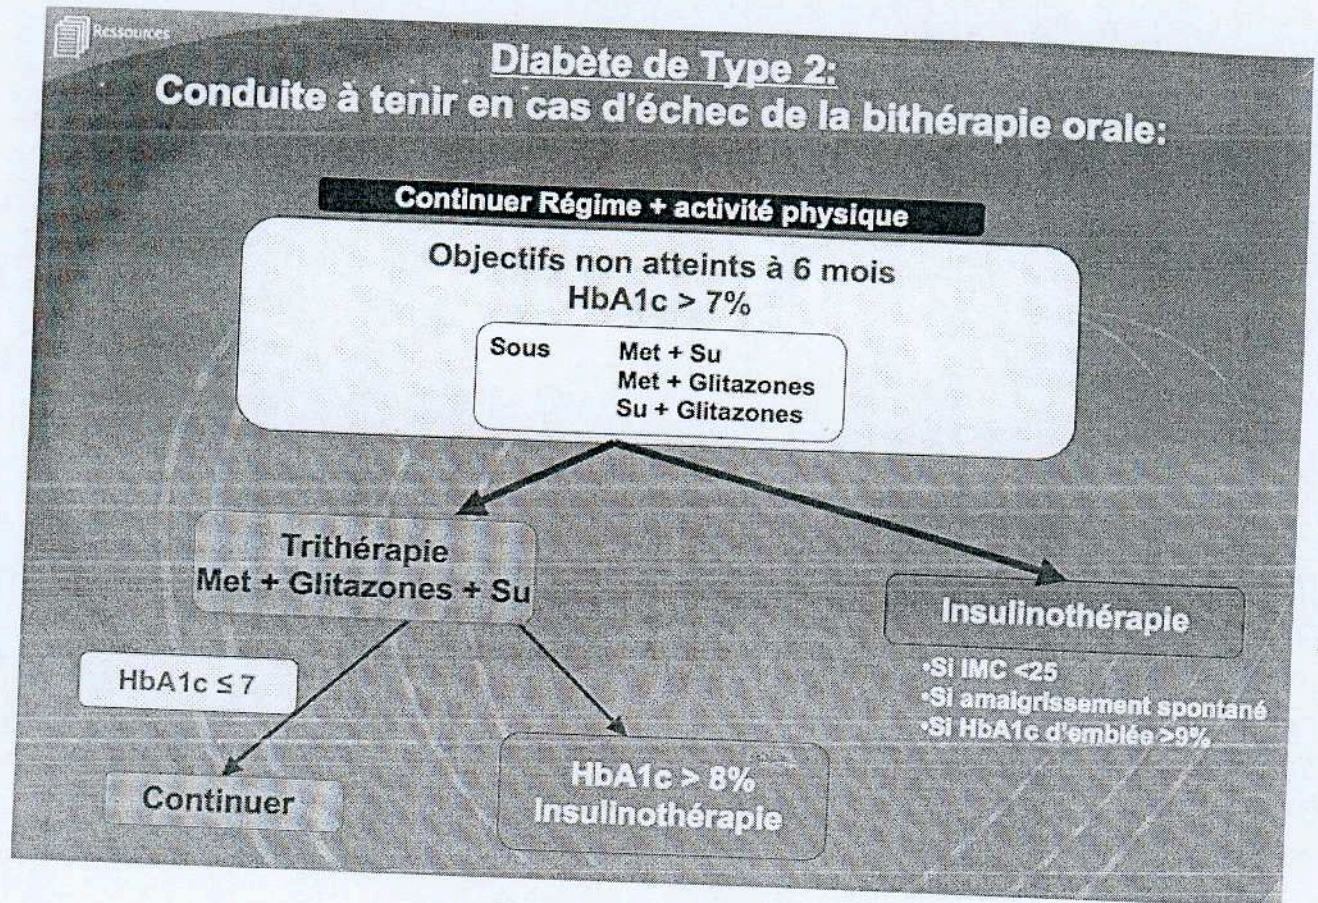 Ressources
Diabète de Type 2:
Conduite à tenir en cas d'échec de la bithérapie orale:
Continuer Régime + activité physique
Objectifs non atteints à 6 mois
HbA1c > 7%
Sous Met + Su
Met + Glitazones
Su + Glitazones
Trithérapie
Met + Glitazones + Su
Insulinothérapie
•Si IMC <25
•Si amaigrissement spontané
•Si HbA1c d'emblée >9%
HbA1c ≤ 7
HbA1c > 8%
Insulinothérapie
Continuer